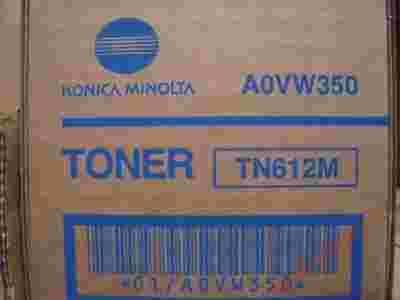 KONICA MINOLTA A0VW350
TONER TN612M
*01/A0VW350*